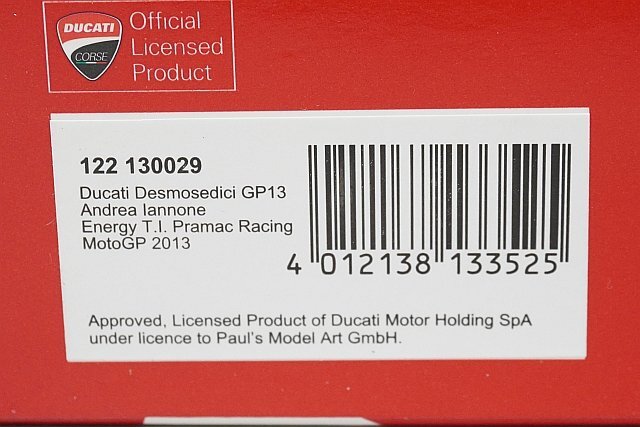 DUCATI
CORSE
Official
Licensed
Product
122 130029
Ducati Desmosedici GP13
Andrea Iannone
Energy T.I. Pramac Racing
MotoGP 2013
4 012138 133525
Approved, Licensed Product of Ducati Motor Holding SpA
under licence to Paul's Model Art GmbH.